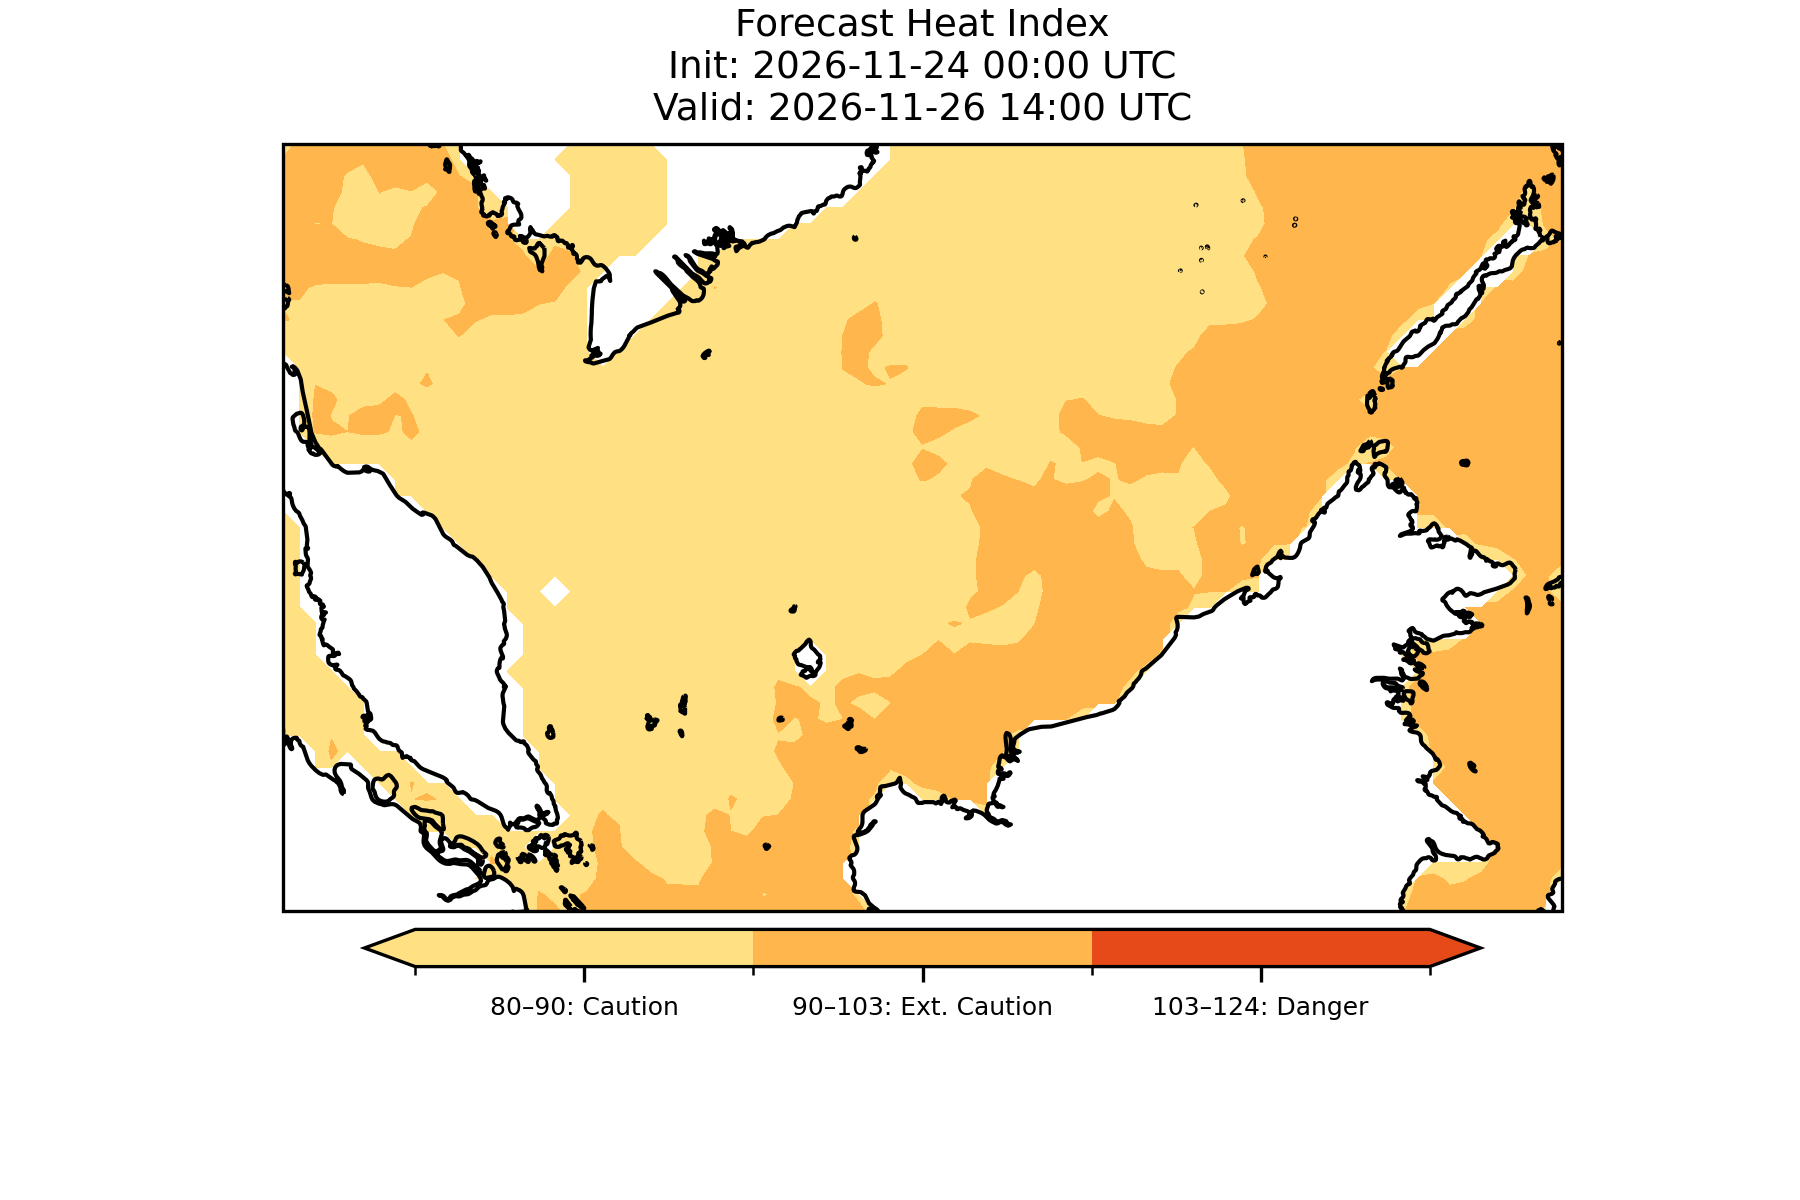 Forecast Heat Index
Init: 2026-11-24 00:00 UTC
Valid: 2026-11-26 14:00 UTC
80–90: Caution
90–103: Ext. Caution
103–124: Danger